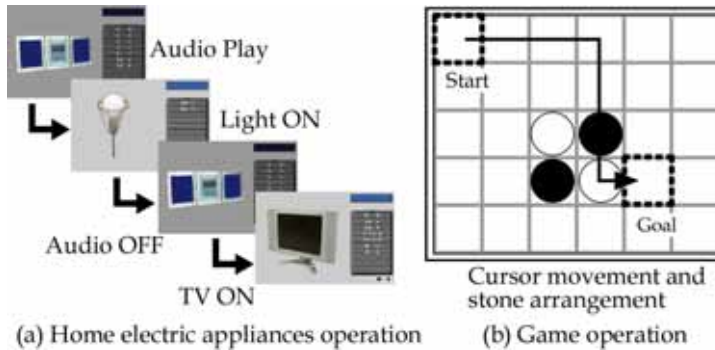 Audio Play
Light ON
Audio OFF
TV ON
(a) Home electric appliances operation
Start
Goal
Cursor movement and
stone arrangement
(b) Game operation